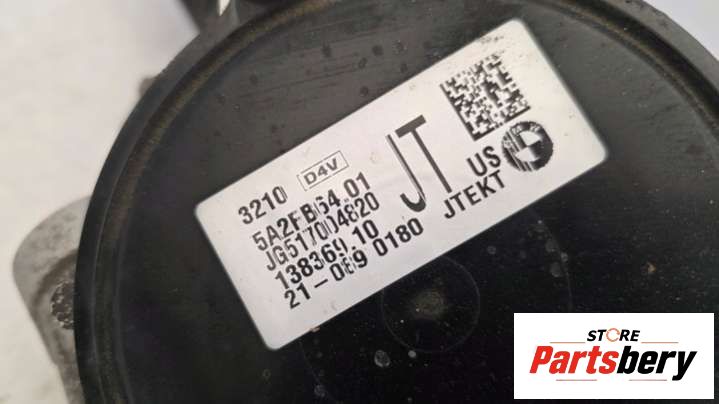 3210 D4V
5A2FB64 01
JG517004820
138369 10
21-089 0180
JT
US
JTEKT
STORE
Partsbery